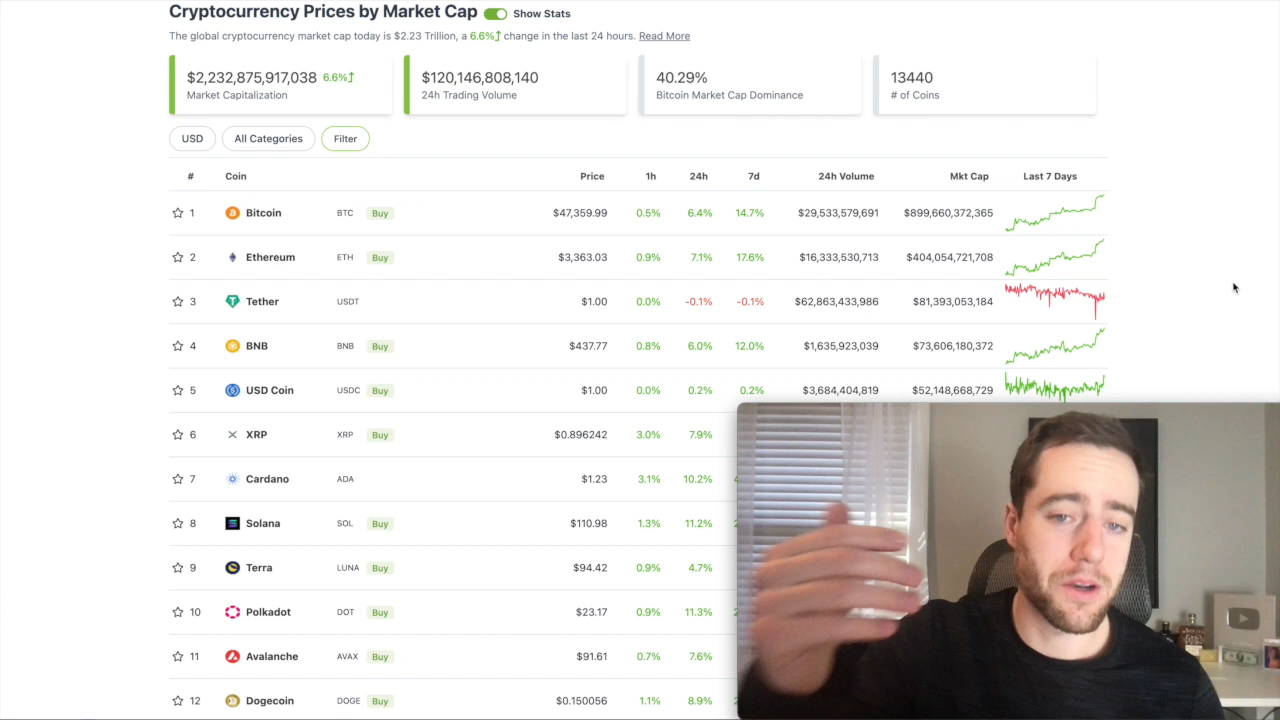 Cryptocurrency Prices by Market Cap Show Stats
The global cryptocurrency market cap today is $2.23 Trillion, a 6.6% change in the last 24 hours. Read More
$2,232,875,917,038 6.6%
Market Capitalization
$120,146,808,140
24h Trading Volume
40.29%
Bitcoin Market Cap Dominance
13440
# of Coins
USD All Categories Filter
# Coin Price 1h 24h 7d 24h Volume Mkt Cap Last 7 Days
1 Bitcoin BTC Buy $47,359.99 0.5% 6.4% 14.7% $29,533,579,691 $899,660,372,365
2 Ethereum ETH Buy $3,363.03 0.9% 7.1% 17.6% $16,333,530,713 $404,054,721,708
3 Tether USDT $1.00 0.0% -0.1% -0.1% $62,863,433,986 $81,393,053,184
4 BNB BNB Buy $437.77 0.8% 6.0% 12.0% $1,635,923,039 $73,606,180,372
5 USD Coin USDC Buy $1.00 0.0% 0.2% 0.2% $3,684,404,819 $52,148,668,729
6 XRP XRP Buy $0.896242 3.0% 7.9%
7 Cardano ADA $1.23 3.1% 10.2%
8 Solana SOL Buy $110.98 1.3% 11.2%
9 Terra LUNA Buy $94.42 0.9% 4.7%
10 Polkadot DOT Buy $23.17 0.9% 11.3%
11 Avalanche AVAX Buy $91.61 0.7% 7.6%
12 Dogecoin DOGE Buy $0.150056 1.1% 8.9%